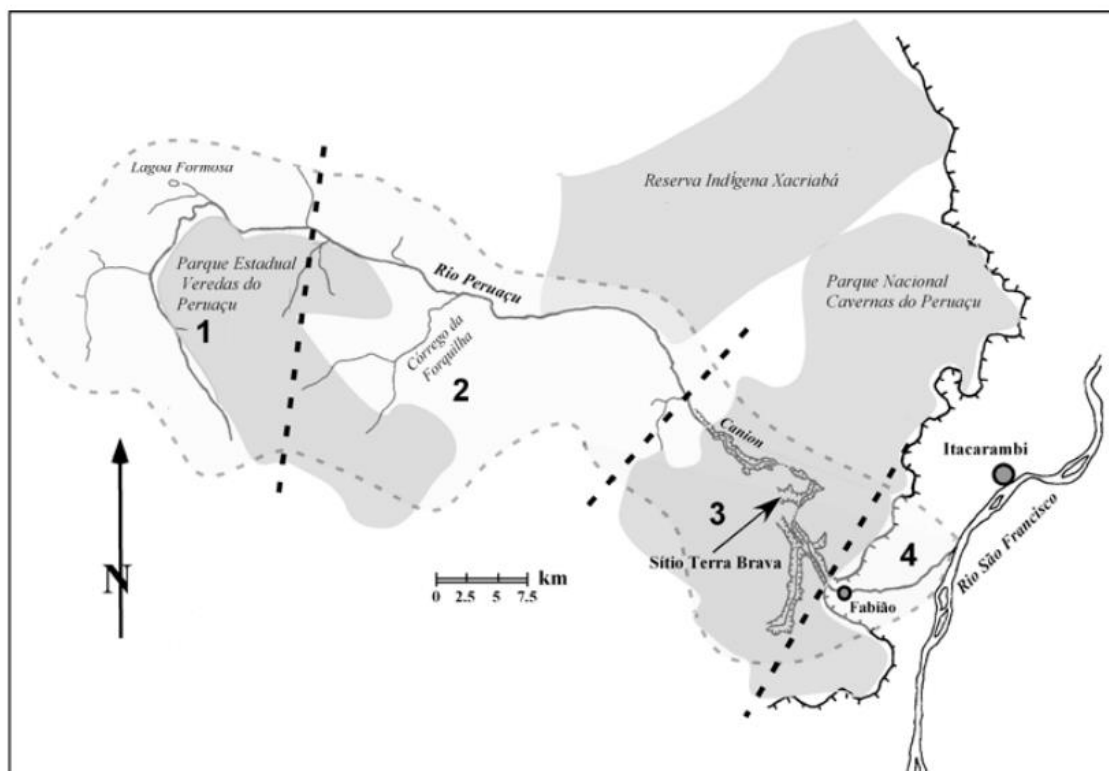 Lagoa Formosa
Reserva Indígena Xacriabá
Parque Estadual
Veredas do
Peruaçu
1
Rio Peruaçu
Parque Nacional
Cavernas do Peruaçu
Córrego da
Forquilha
2
Canion
Itacarambi
3
4
Sítio Terra Brava
Rio São Francisco
N
km
0 2.5 5 7.5
Fabião